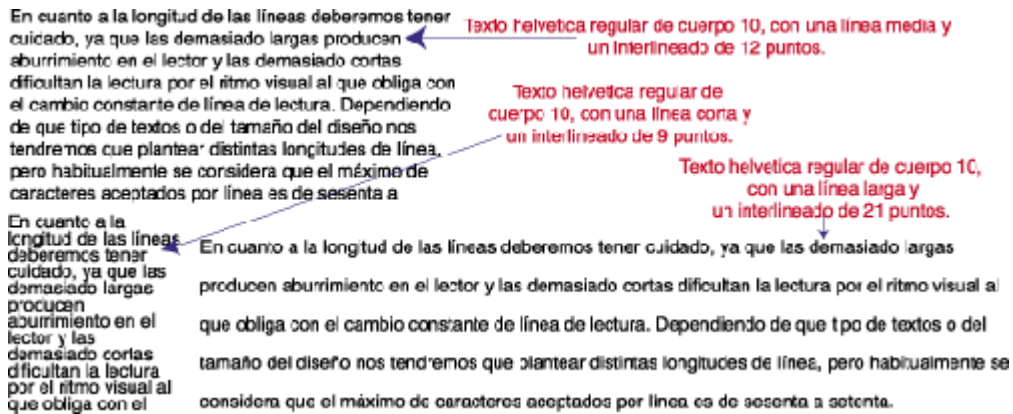 En cuanto a la longitud de las líneas deberemos tener
cuidado, ya que las demasiado largas producen
aburrimiento en el lector y las demasiado cortas
dificultan la lectura por el ritmo visual al que obliga con
el cambio constante de línea de lectura. Dependiendo
de que tipo de textos o del tamaño del diseño nos
tendremos que plantear distintas longitudes de línea,
pero habitualmente se considera que el máximo de
caracteres aceptados por línea es de sesenta a
Texto helvetica regular de cuerpo 10, con una línea media y
un interlineado de 12 puntos.
Texto helvetica regular de
cuerpo 10, con una línea corta y
un interlineado de 9 puntos.
Texto helvetica regular de cuerpo 10,
con una línea larga y
un interlineado de 21 puntos.
En cuanto a la
longitud de las líneas
deberemos tener
cuidado, ya que las
demasiado largas
producen
aburrimiento en el
lector y las
demasiado cortas
dificultan la lectura
por el ritmo visual al
que obliga con el
En cuanto a la longitud de las líneas deberemos tener cuidado, ya que las demasiado largas
producen aburrimiento en el lector y las demasiado cortas dificultan la lectura por el ritmo visual al
que obliga con el cambio constante de línea de lectura. Dependiendo de que tipo de textos o del
tamaño del diseño nos tendremos que plantear distintas longitudes de línea, pero habitualmente se
considera que el máximo de caracteres aceptados por línea es de sesenta a setenta.